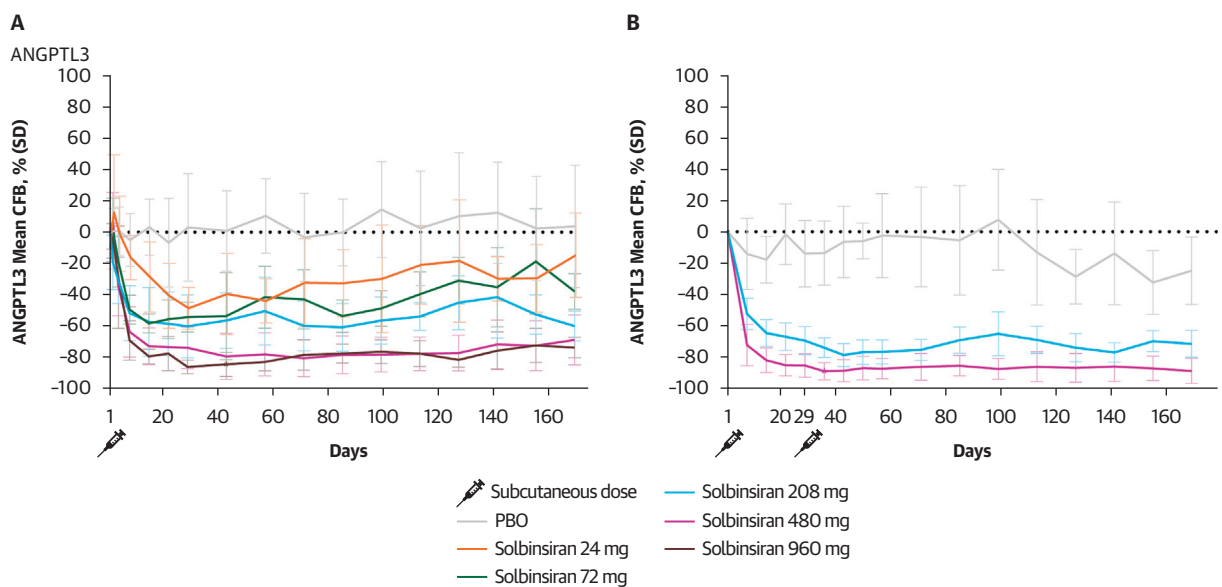 A
B
ANGPTL3
ANGPTL3 Mean CFB, % (SD)
100
80
60
40
20
0
-20
-40
-60
-80
-100
1 20 40 60 80 100 120 140 160
Days
ANGPTL3 Mean CFB, % (SD)
100
80
60
40
20
0
-20
-40
-60
-80
-100
1 20 29 40 60 80 100 120 140 160
Days
Subcutaneous dose
PBO
Solbinsiran 24 mg
Solbinsiran 72 mg
Solbinsiran 208 mg
Solbinsiran 480 mg
Solbinsiran 960 mg